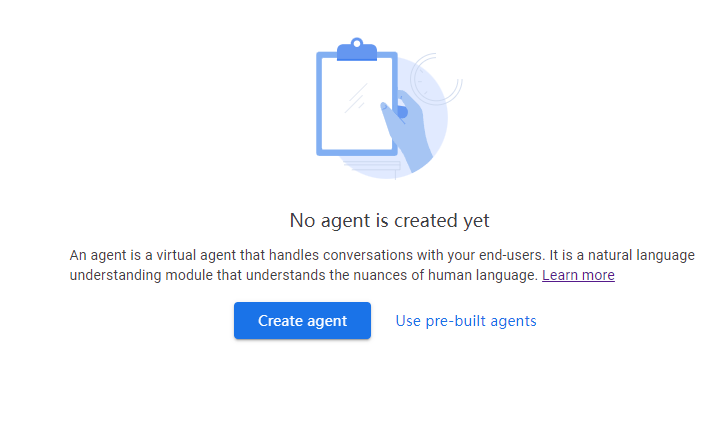 No agent is created yet
An agent is a virtual agent that handles conversations with your end-users. It is a natural language
understanding module that understands the nuances of human language. Learn more
Create agent Use pre-built agents